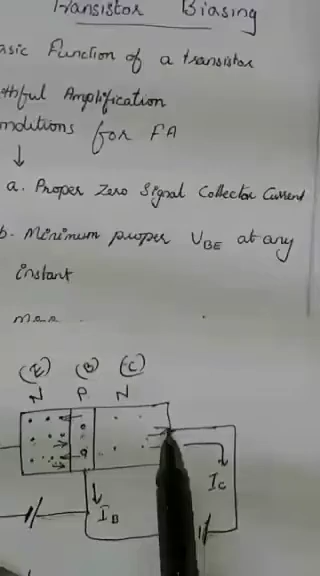 Transistor Biasing
asic Function of a transistor
thful Amplification
nditions for FA
a. Proper Zero Signal Collector Current
b. Minimum proper VBE at any
instant
(E) (B) (C)
N P N
IC
IB